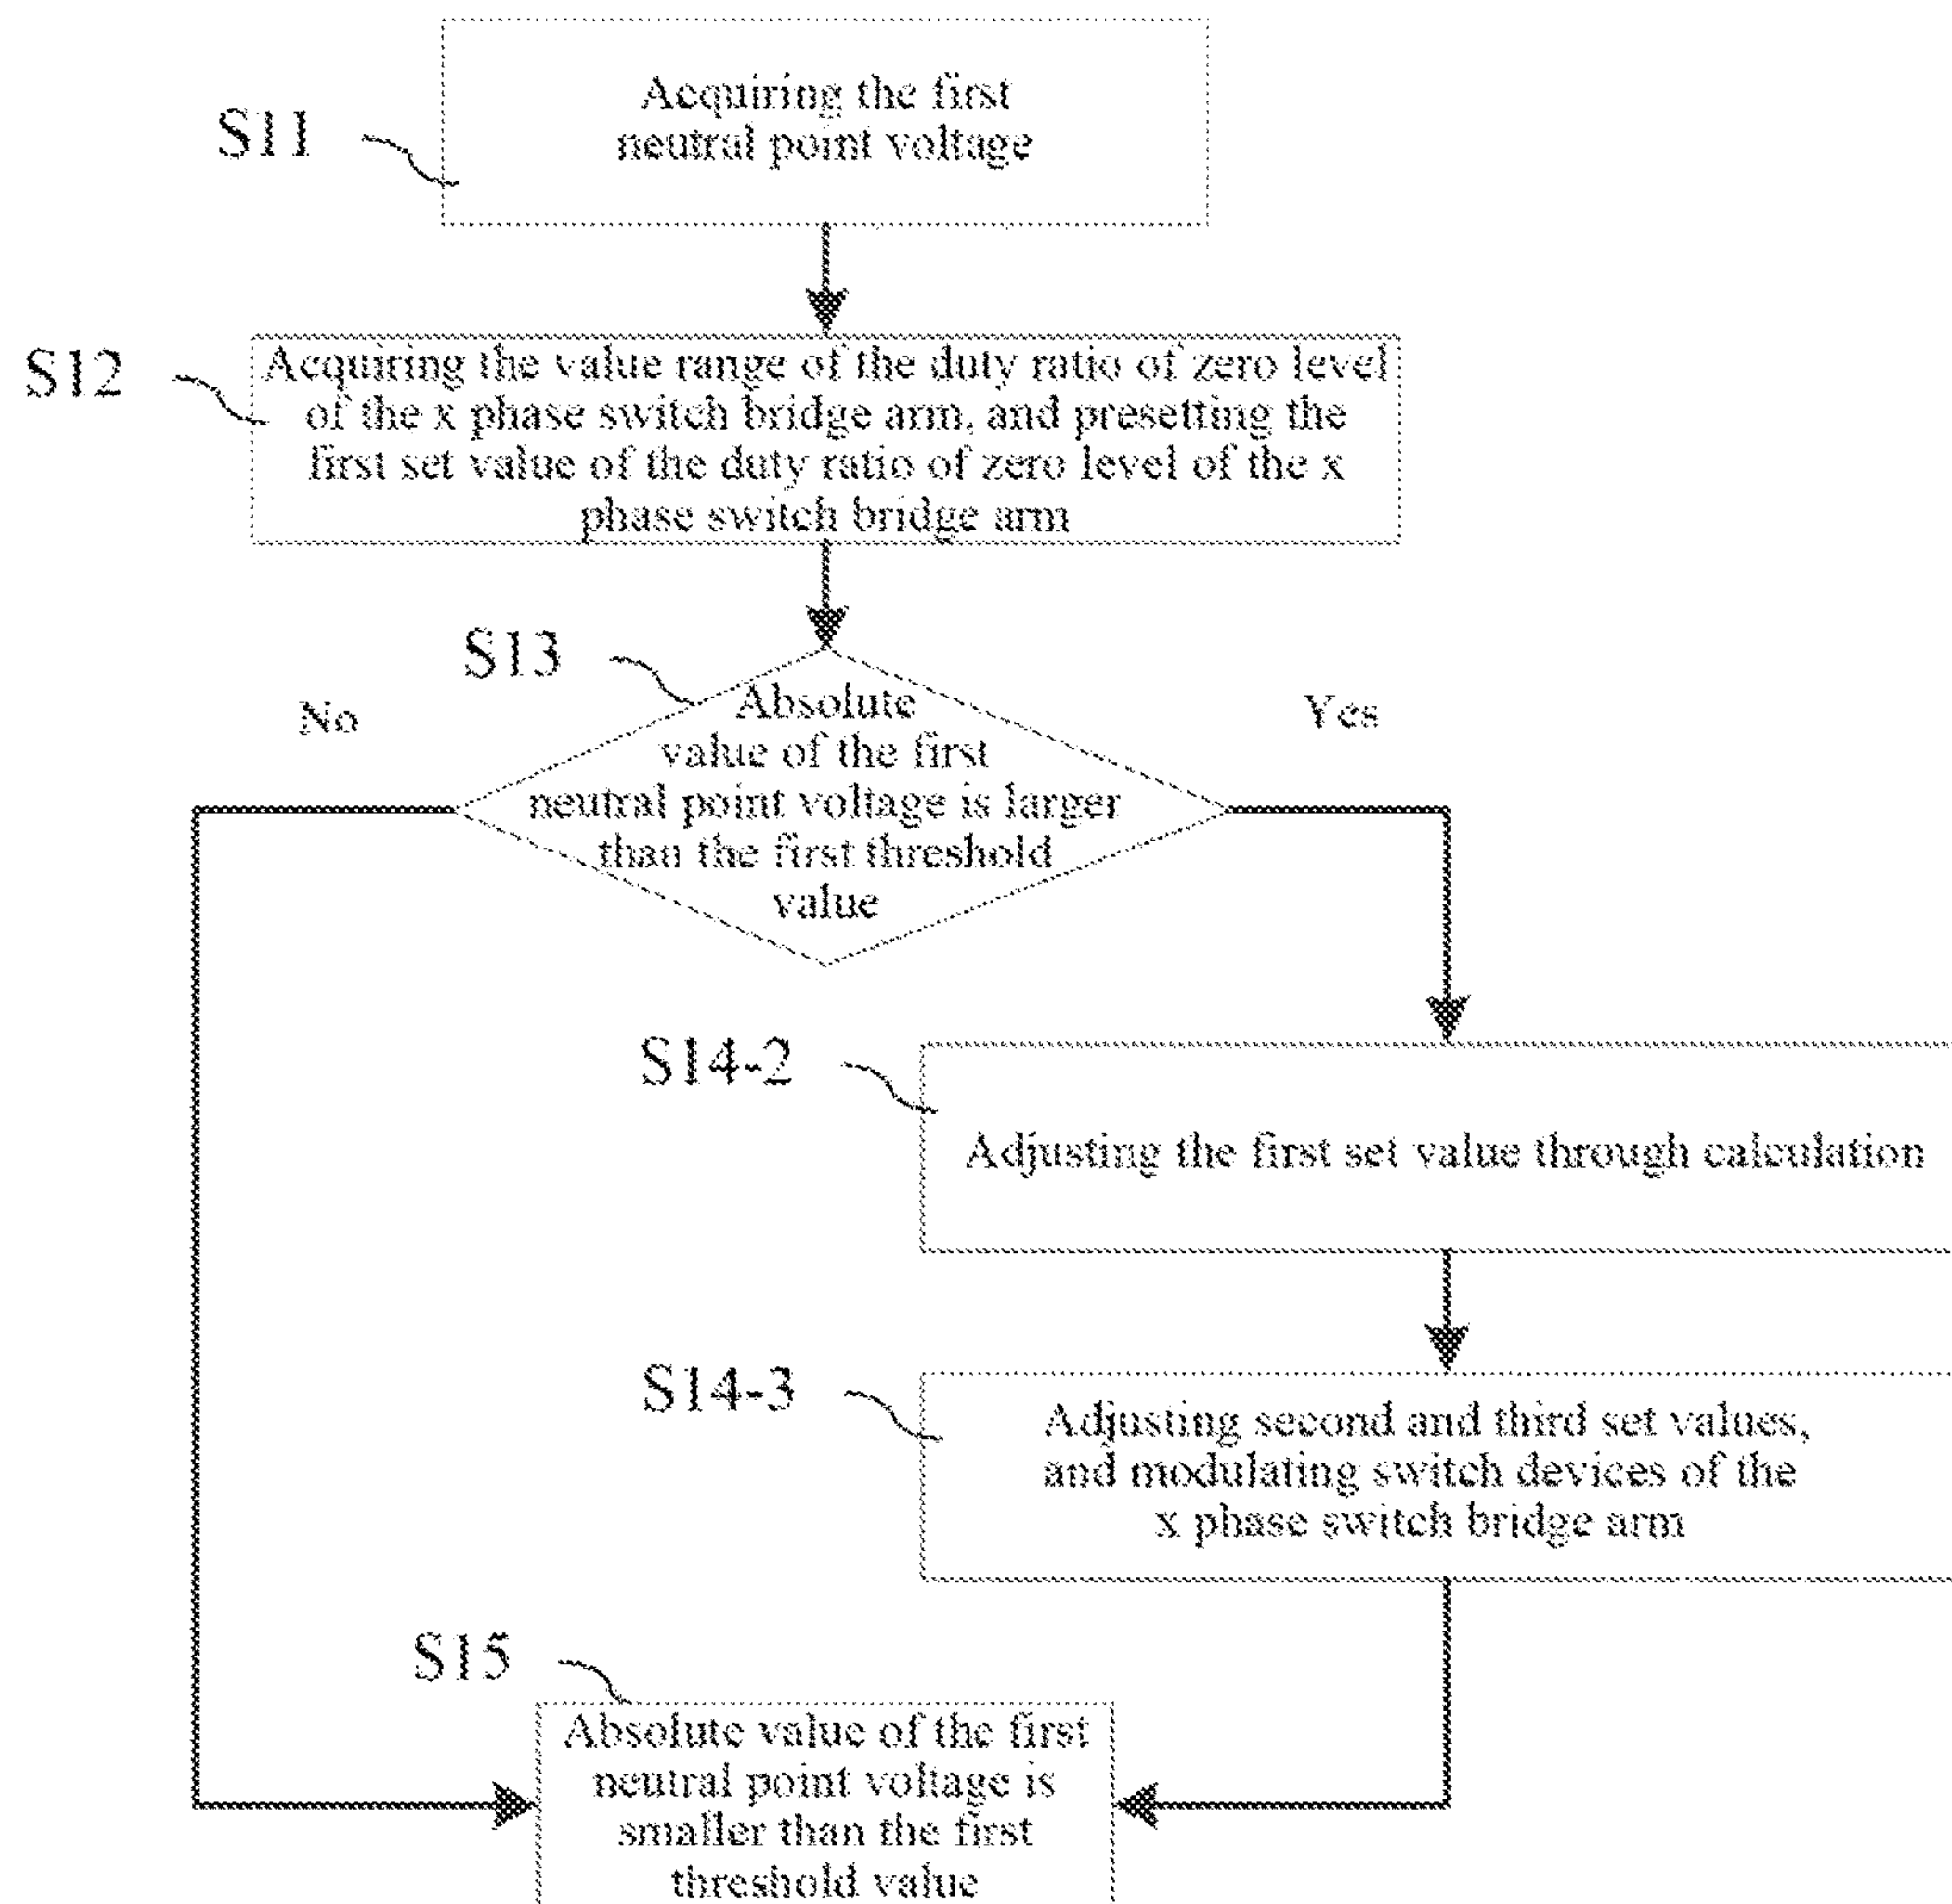 S11
Acquiring the first
neutral point voltage
S12
Acquiring the value range of the duty ratio of zero level
of the x phase switch bridge arm, and presetting the
first set value of the duty ratio of zero level of the x
phase switch bridge arm
S13
No
Yes
Absolute
value of the first
neutral point voltage is larger
than the first threshold
value
S14-2
Adjusting the first set value through calculation
S14-3
Adjusting second and third set values,
and modulating switch devices of the
x phase switch bridge arm
S15
Absolute value of the first
neutral point voltage is
smaller than the first
threshold value